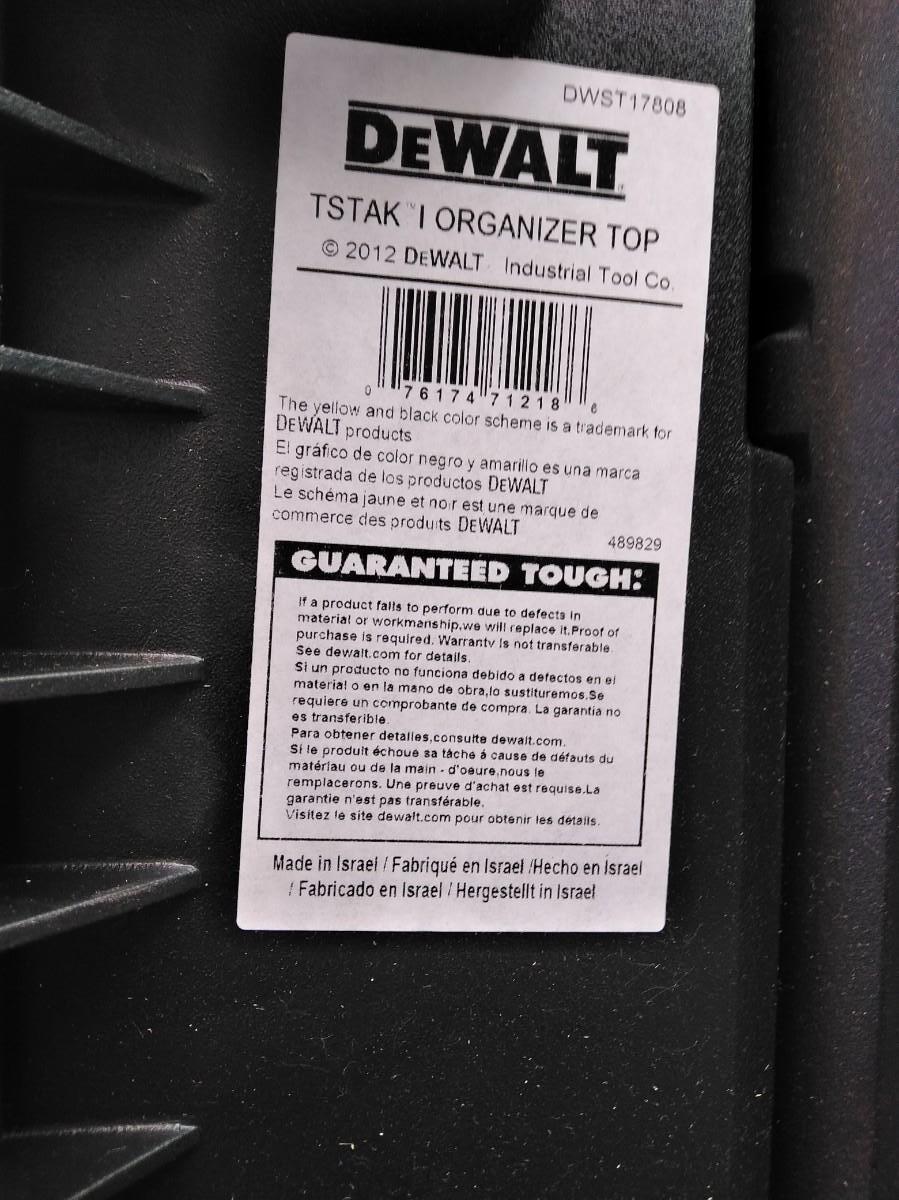 DWST17808
DEWALT
TSTAK™ I ORGANIZER TOP
© 2012 DEWALT Industrial Tool Co.
0 76174 71218 6
The yellow and black color scheme is a trademark for
DEWALT products
El gráfico de color negro y amarillo es una marca
registrada de los productos DEWALT
Le schéma jaune et noir est une marque de
commerce des produits DEWALT
489829
GUARANTEED TOUGH:
If a product fails to perform due to defects in
material or workmanship,we will replace it.Proof of
purchase is required. Warranty is not transferable.
See dewalt.com for details.
Si un producto no funciona debido a defectos en el
material o en la mano de obra,lo sustituremos.Se
requiere un comprobante de compra. La garantia no
es transferible.
Para obtener detalles,consulte dewalt.com.
Si le produit échoue sa tâche á cause de défauts du
matériau ou de la main - d'oeure,nous le
remplacerons. Une preuve d'achat est requise.La
garantie n'est pas transférable.
Visitez le site dewalt.com pour obtenir les détails.
Made in Israel / Fabriqué en Israel /Hecho en Israel
/ Fabricado en Israel / Hergestellt in Israel